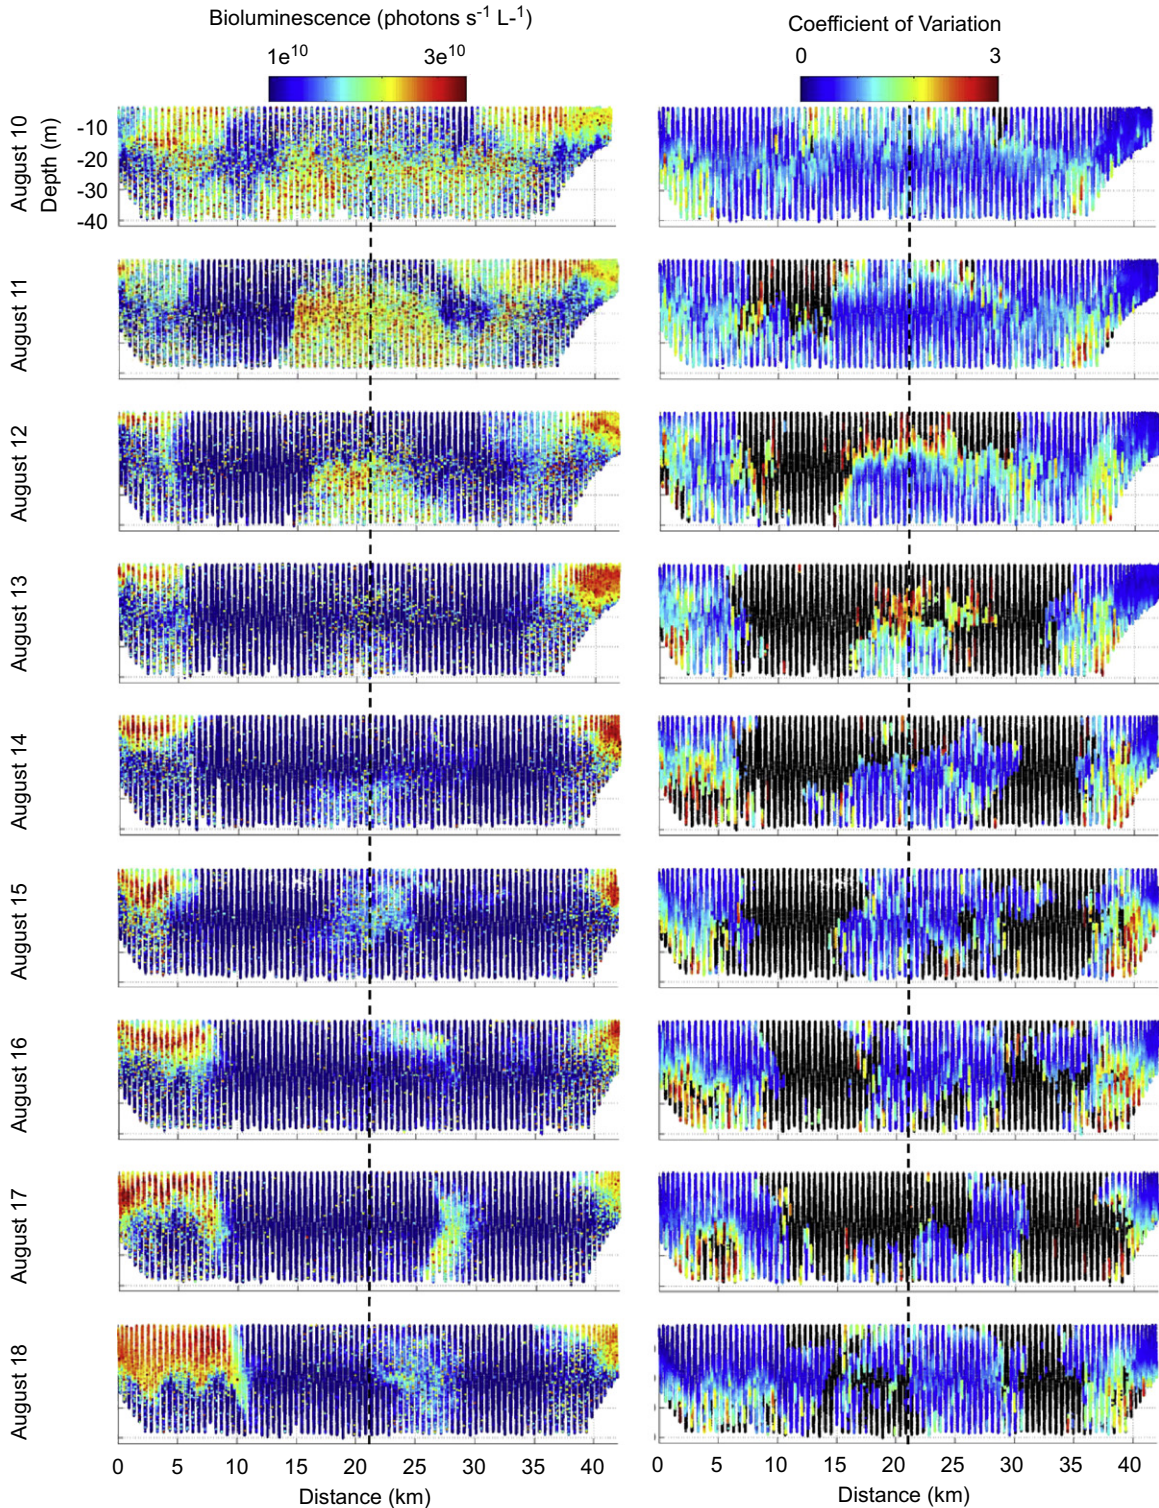 Bioluminescence (photons s⁻¹ L⁻¹)
1e¹⁰ 3e¹⁰
Coefficient of Variation
0 3
August 10
Depth (m)
-10
-20
-30
-40
August 11
August 12
August 13
August 14
August 15
August 16
August 17
August 18
0 5 10 15 20 25 30 35 40
Distance (km)
0 5 10 15 20 25 30 35 40
Distance (km)